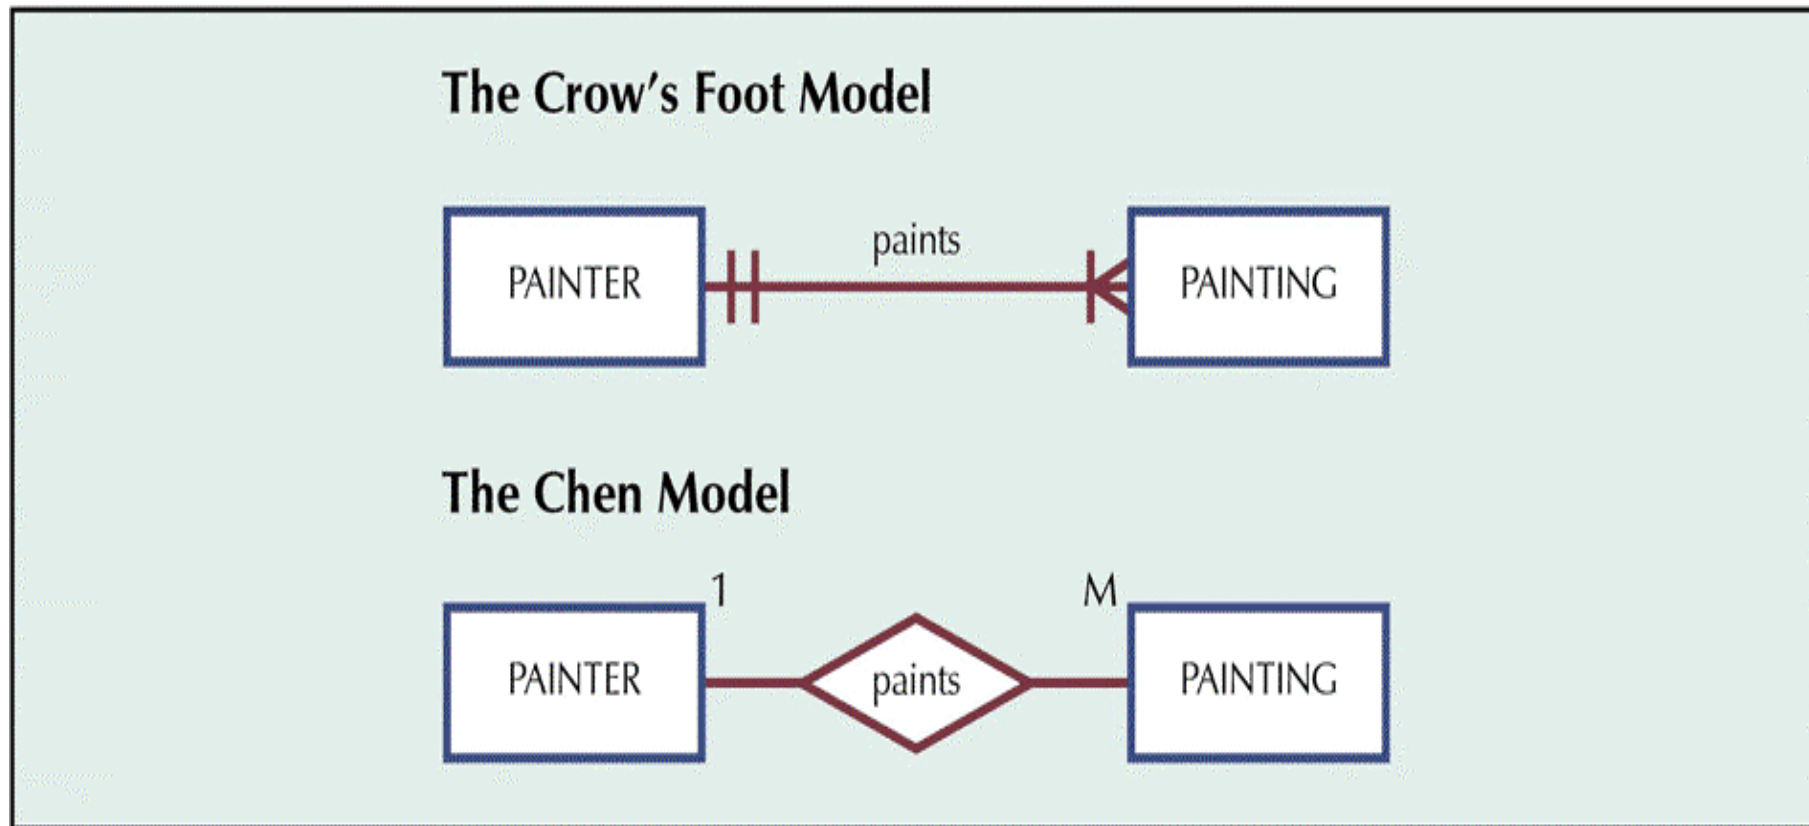 The Crow’s Foot Model
paints
PAINTER
PAINTING
The Chen Model
1
M
PAINTER
paints
PAINTING